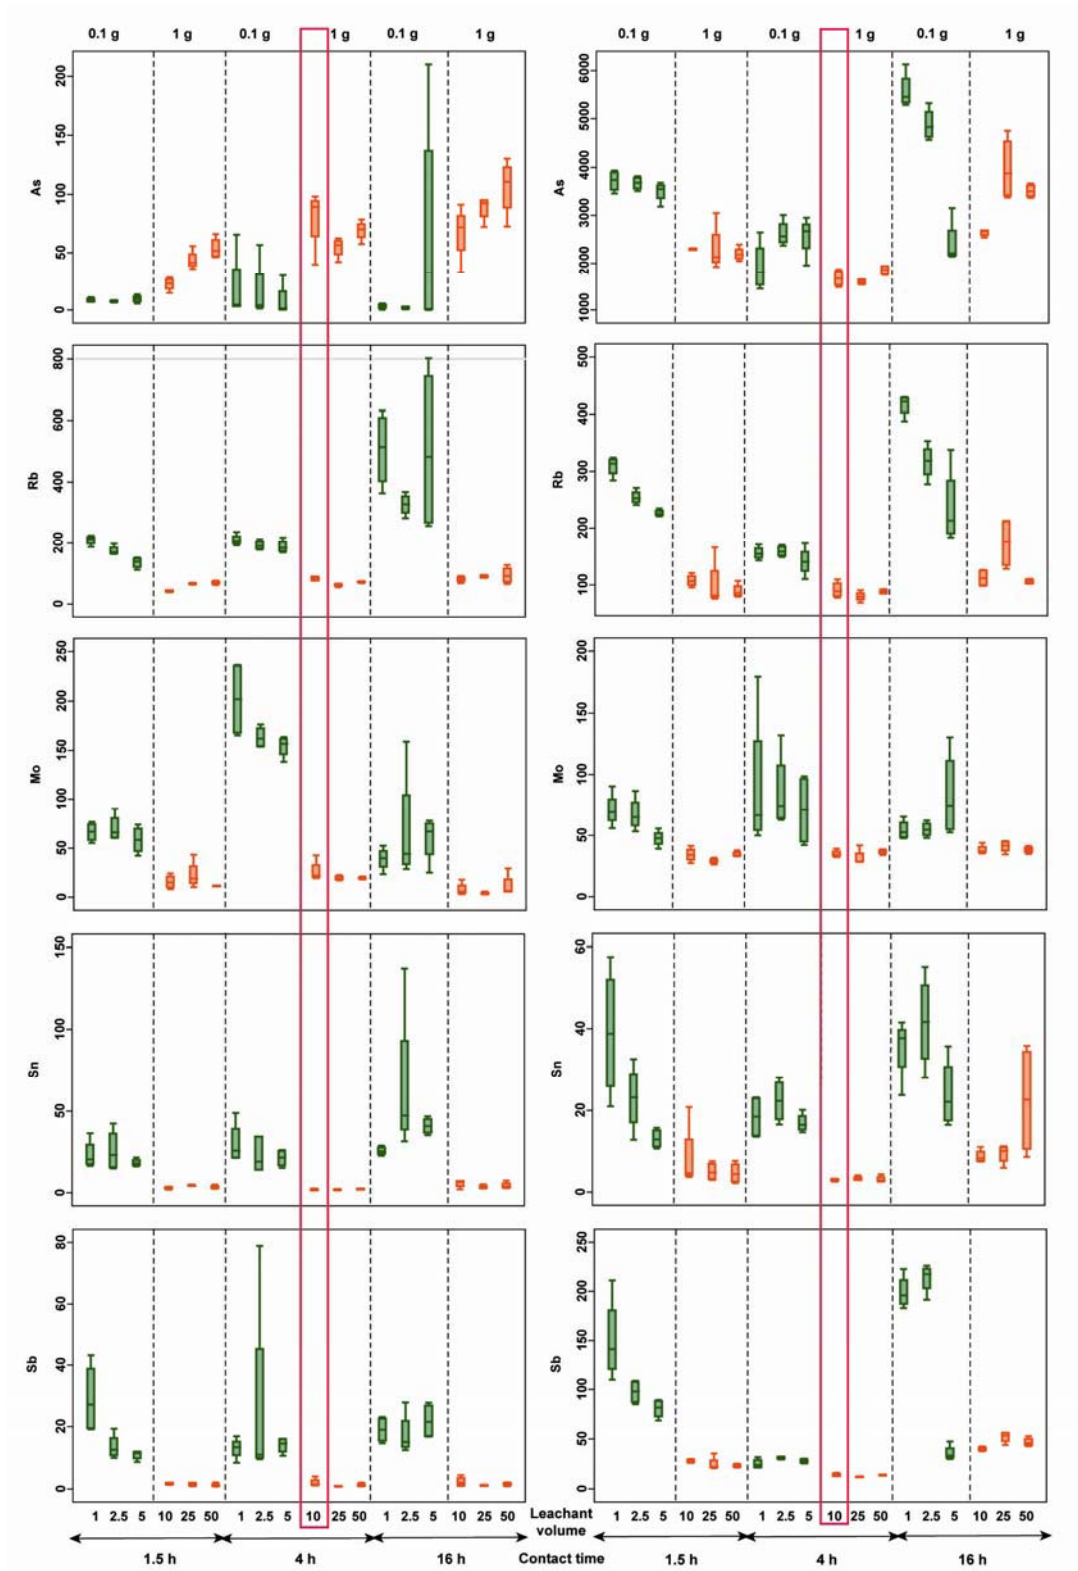 0.1 g 1 g 0.1 g 1 g 0.1 g 1 g 0.1 g 1 g 0.1 g 1 g 0.1 g 1 g
As 0 50 100 150 200
As 1000 2000 3000 4000 5000 6000
Rb 0 200 400 600 800
Rb 100 200 300 400 500
Mo 0 50 100 150 200 250
Mo 0 50 100 150 200
Sn 0 50 100 150
Sn 0 20 40 60
Sb 0 20 40 60 80
Sb 0 50 100 150 200 250
1 2.5 5 10 25 50 1 2.5 5 10 25 50 1 2.5 5 10 25 50 Leachant 1 2.5 5 10 25 50 1 2.5 5 10 25 50 1 2.5 5 10 25 50
volume
1.5 h 4 h 16 h Contact time 1.5 h 4 h 16 h